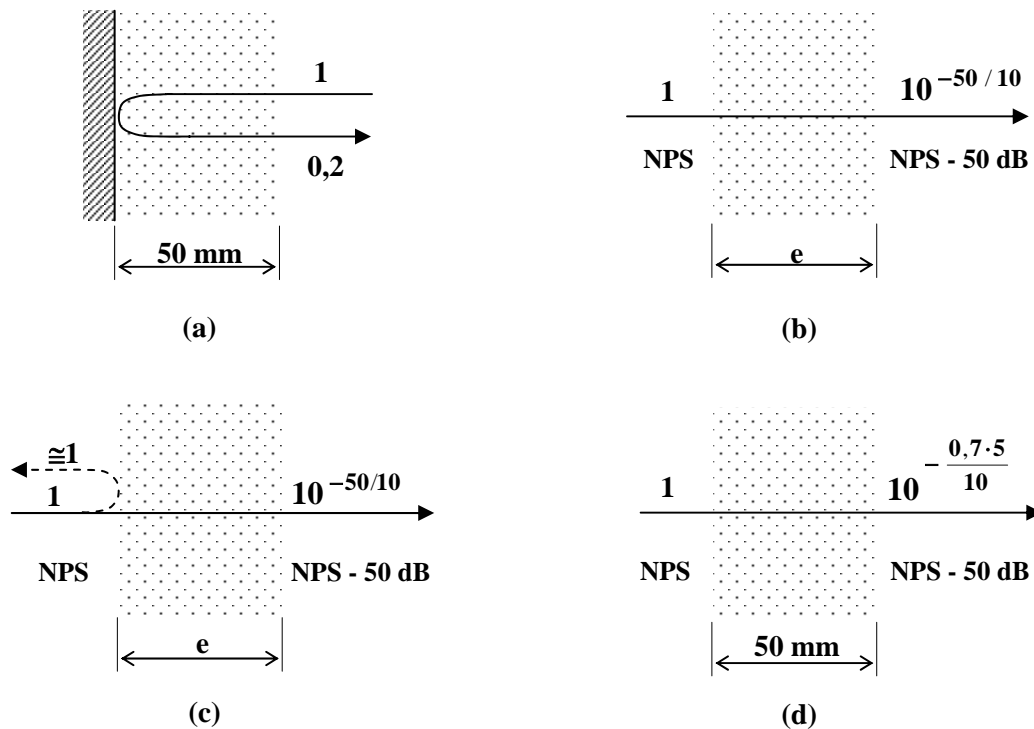 1
0,2
50 mm
(a)
1
10^{–50 / 10}
NPS
NPS - 50 dB
e
(b)
≅1
1
10^{–50/10}
NPS
NPS - 50 dB
e
(c)
1
10^{–\frac{0,7·5}{10}}
NPS
NPS - 50 dB
50 mm
(d)